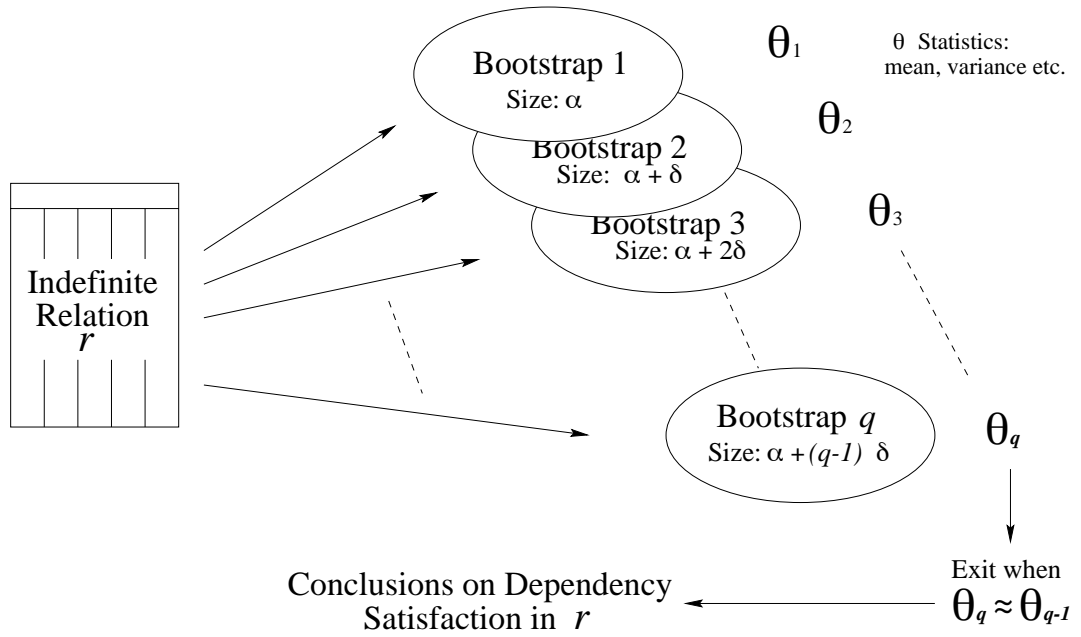 Bootstrap 1
Size: α
θ1
θ Statistics:
mean, variance etc.
Bootstrap 2
Size: α + δ
θ2
Bootstrap 3
Size: α + 2δ
θ3
Indefinite
Relation
r
Bootstrap q
Size: α + (q-1) δ
θq
Exit when
θq ≈ θq-1
Conclusions on Dependency
Satisfaction in r